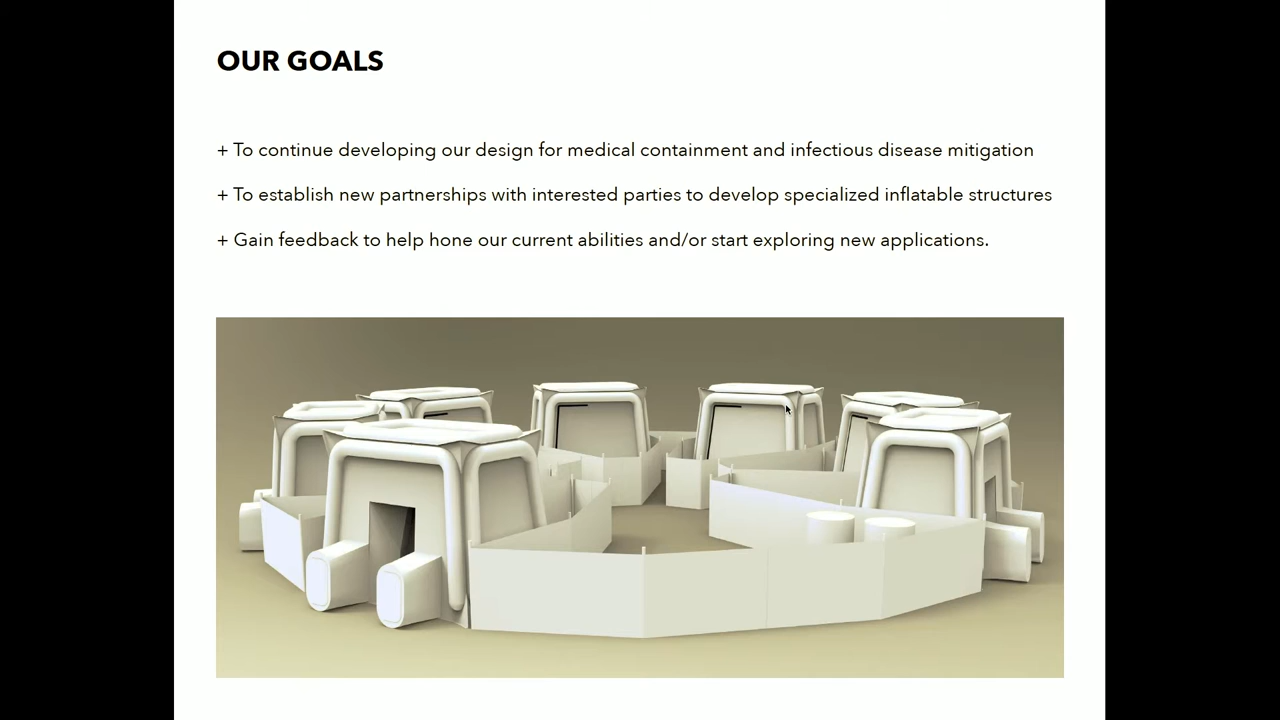 OUR GOALS
+ To continue developing our design for medical containment and infectious disease mitigation
+ To establish new partnerships with interested parties to develop specialized inflatable structures
+ Gain feedback to help hone our current abilities and/or start exploring new applications.